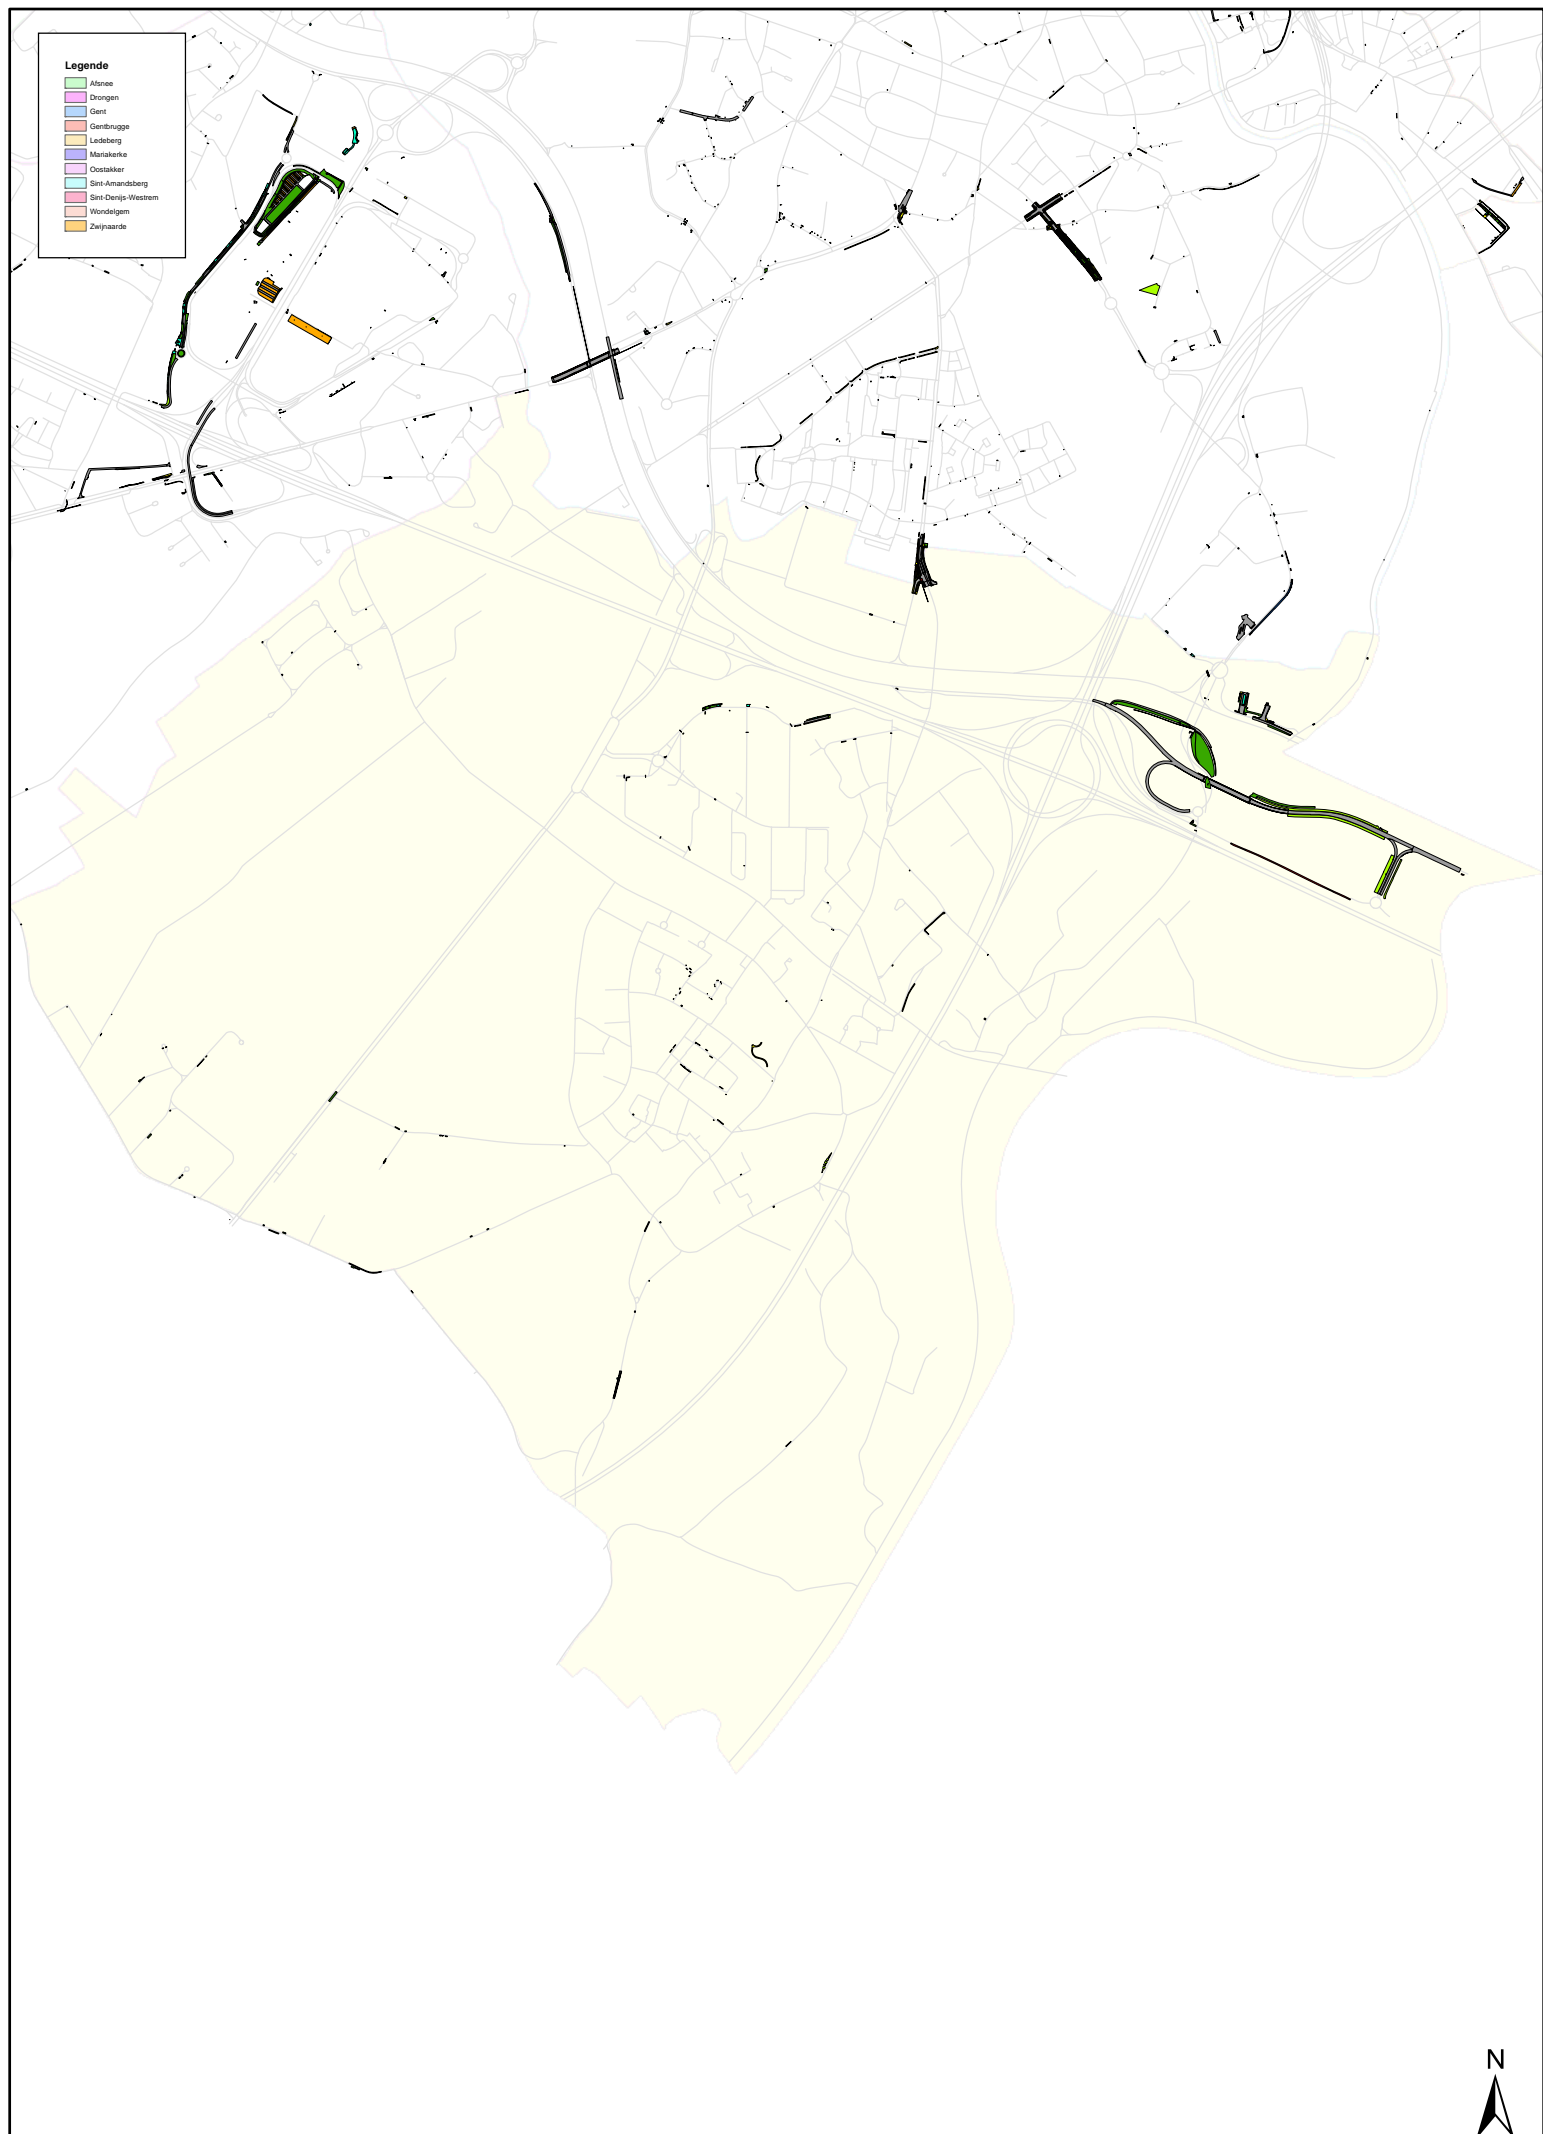 Legende
Afsnee
Drongen
Gent
Gentbrugge
Ledeberg
Mariakerke
Oostakker
Sint-Amandsberg
Sint-Denijs-Westrem
Wondelgem
Zwijnaarde
N